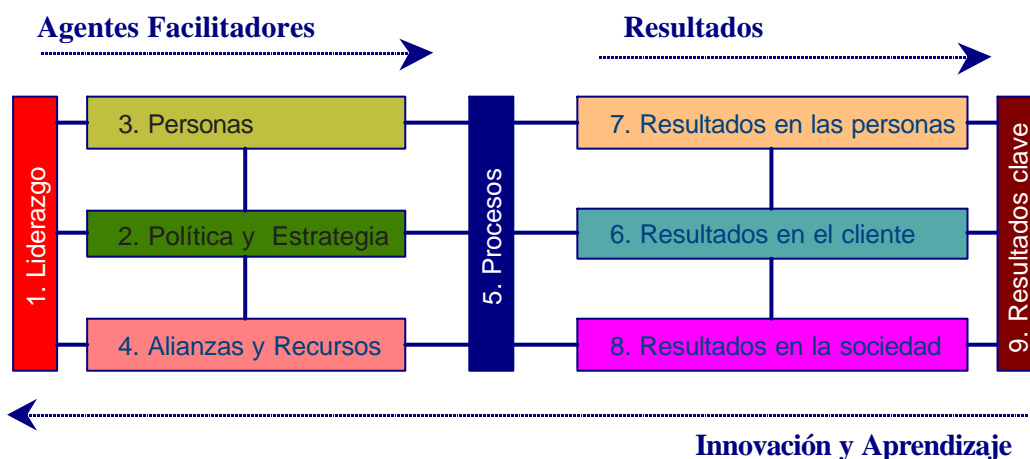 Agentes Facilitadores
Resultados
1. Liderazgo
3. Personas
2. Política y Estrategia
4. Alianzas y Recursos
5. Procesos
7. Resultados en las personas
6. Resultados en el cliente
8. Resultados en la sociedad
9. Resultados clave
Innovación y Aprendizaje